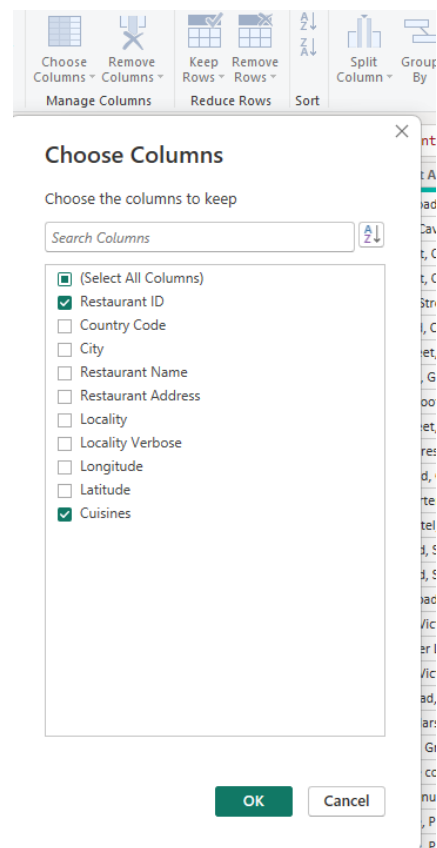 Choose Columns
Remove Columns
Keep Rows
Remove Rows
Split Column
Group By
Manage Columns
Reduce Rows
Sort
Choose Columns
Choose the columns to keep
Search Columns
(Select All Columns)
Restaurant ID
Country Code
City
Restaurant Name
Restaurant Address
Locality
Locality Verbose
Longitude
Latitude
Cuisines
OK
Cancel